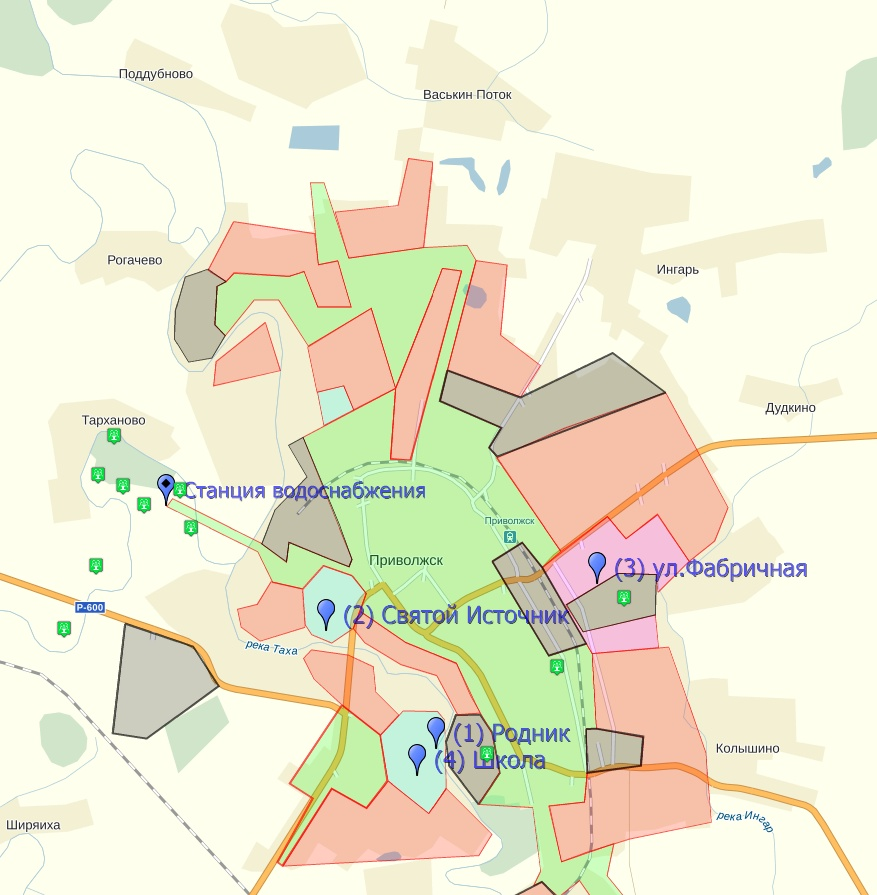 Поддубново
Васькин Поток
Рогачево
Ингарь
Тарханово
Дудкино
Станция водоснабжения
Приволжск
Приволжск
(3) ул.Фабричная
Р-600
(2) Святой Источник
река Таха
(1) Родник
Колышино
(4) Школа
Ширяиха
река Ингар